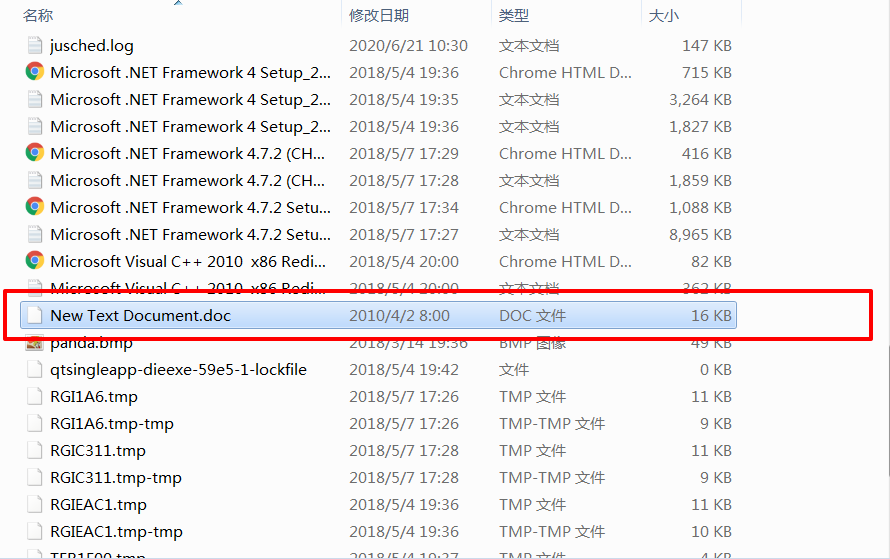 名称 修改日期 类型 大小
jusched.log 2020/6/21 10:30 文本文档 147 KB
Microsoft .NET Framework 4 Setup_2... 2018/5/4 19:36 Chrome HTML D... 715 KB
Microsoft .NET Framework 4 Setup_2... 2018/5/4 19:35 文本文档 3,264 KB
Microsoft .NET Framework 4 Setup_2... 2018/5/4 19:36 文本文档 1,827 KB
Microsoft .NET Framework 4.7.2 (CH... 2018/5/7 17:29 Chrome HTML D... 416 KB
Microsoft .NET Framework 4.7.2 (CH... 2018/5/7 17:28 文本文档 1,859 KB
Microsoft .NET Framework 4.7.2 Setu... 2018/5/7 17:34 Chrome HTML D... 1,088 KB
Microsoft .NET Framework 4.7.2 Setu... 2018/5/7 17:27 文本文档 8,965 KB
Microsoft Visual C++ 2010 x86 Redi... 2018/5/4 20:00 Chrome HTML D... 82 KB
Microsoft Visual C++ 2010 x86 Redi... 2018/5/4 20:00 文本文档 362 KB
New Text Document.doc 2010/4/2 8:00 DOC 文件 16 KB
panda.bmp 2018/5/14 19:36 BMP 图像 49 KB
qtsingleapp-dieexe-59e5-1-lockfile 2018/5/4 19:42 文件 0 KB
RGI1A6.tmp 2018/5/7 17:26 TMP 文件 11 KB
RGI1A6.tmp-tmp 2018/5/7 17:26 TMP-TMP 文件 9 KB
RGIC311.tmp 2018/5/7 17:28 TMP 文件 11 KB
RGIC311.tmp-tmp 2018/5/7 17:28 TMP-TMP 文件 9 KB
RGIEAC1.tmp 2018/5/4 19:36 TMP 文件 11 KB
RGIEAC1.tmp-tmp 2018/5/4 19:36 TMP-TMP 文件 10 KB